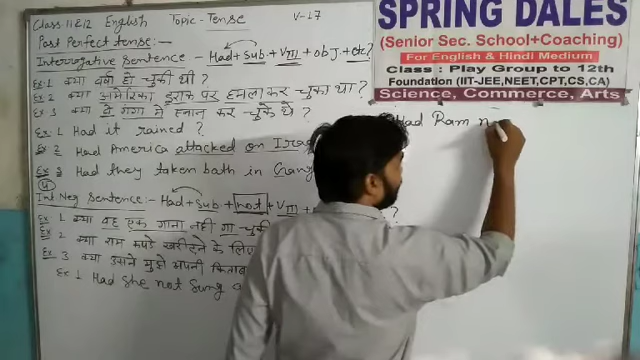 Class 11&12 English Topic-Tense V-17
Past Perfect tense:-
Interrogative Sentence - Had+Sub+VIII+obJ.+etc?
Ex-1 क्या वर्षा हो चुकी थी ?
Ex 2 क्या अमेरिका इराक पर हमला कर चुका था ?
Ex 3 क्या वे गंगा में स्नान कर चुके थे ?
Ex 1 Had it rained ?
2 Had America attacked on Iraq
3 Had they taken bath in Gang
Int Neg Sentence - Had+Sub+not+VIII+
Ex 1. क्या वह एक गाना नहीं गा चुकी
Ex 2 क्या राम कपडे खरीदने के लिए
Ex 3 क्या उसने मुझे अपनी किताब
Ex 1 Had she not Sung a
SPRING DALES
(Senior Sec. School+Coaching)
For English & Hindi Medium
Class : Play Group to 12th
Foundation (IIT-JEE,NEET,CPT,CS,CA)
Science, Commerce, Arts
Had Ram n
?